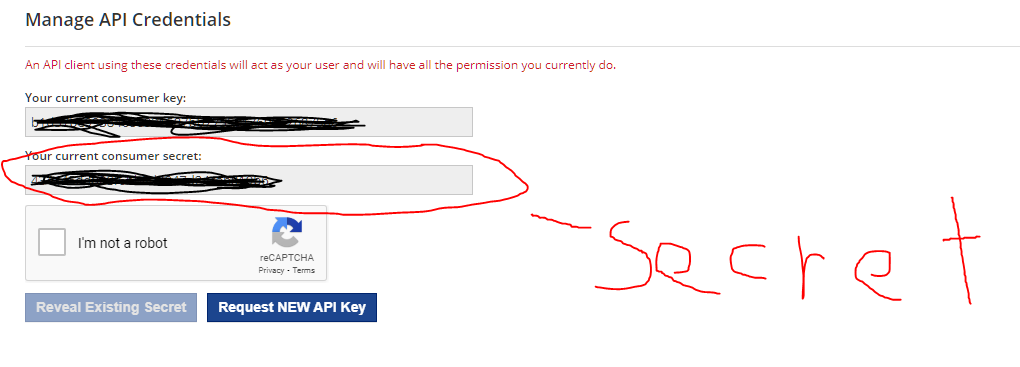 Manage API Credentials
An API client using these credentials will act as your user and will have all the permission you currently do.
Your current consumer key:
Your current consumer secret:
secret
I'm not a robot
reCAPTCHA
Privacy - Terms
Reveal Existing Secret
Request NEW API Key